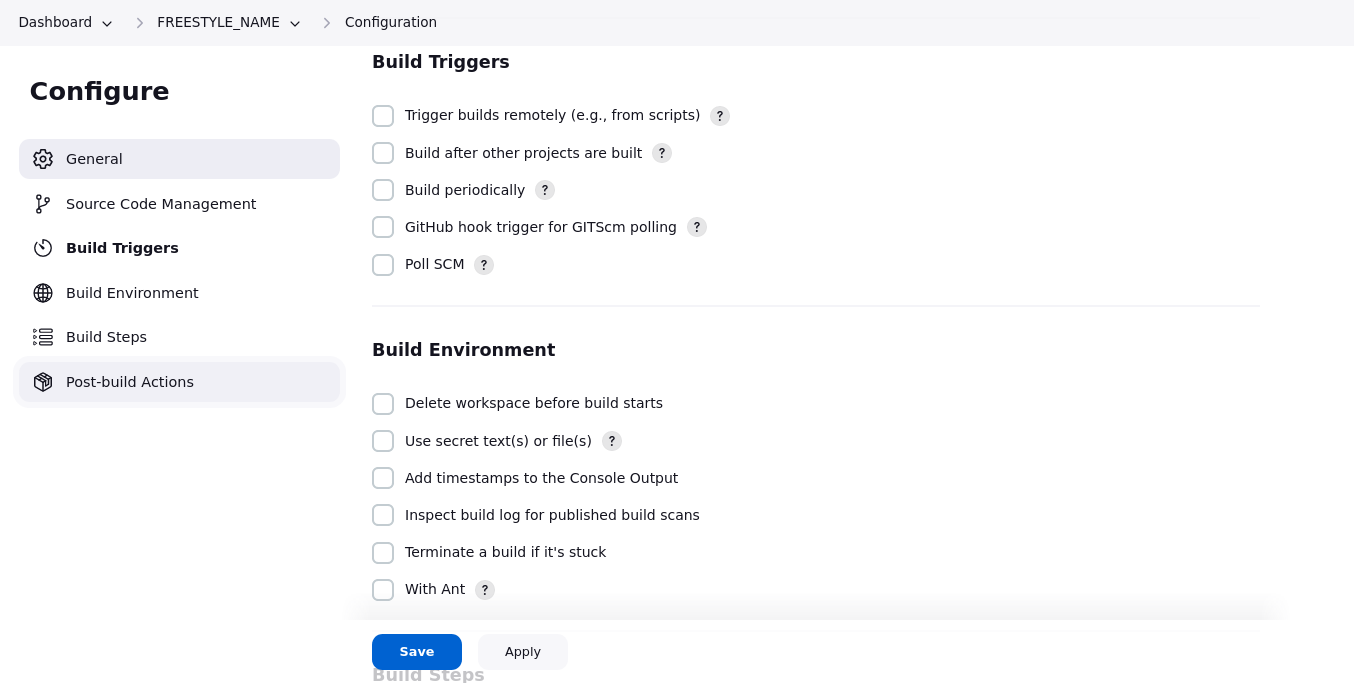 Dashboard
FREESTYLE_NAME
Configuration
Configure
General
Source Code Management
Build Triggers
Build Environment
Build Steps
Post-build Actions
Build Triggers
Trigger builds remotely (e.g., from scripts) ?
Build after other projects are built ?
Build periodically ?
GitHub hook trigger for GITScm polling ?
Poll SCM ?
Build Environment
Delete workspace before build starts
Use secret text(s) or file(s) ?
Add timestamps to the Console Output
Inspect build log for published build scans
Terminate a build if it's stuck
With Ant ?
Save
Apply
Build Steps